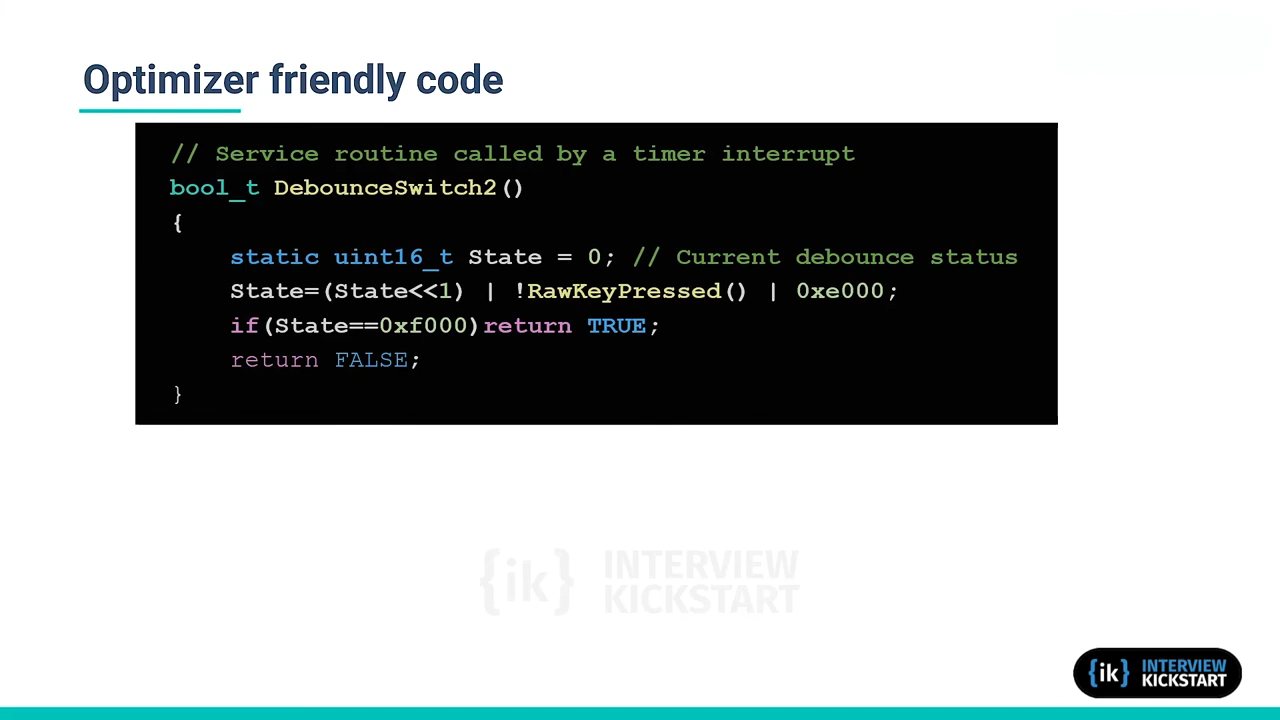 Optimizer friendly code
// Service routine called by a timer interrupt
bool_t DebounceSwitch2()
{
static uint16_t State = 0; // Current debounce status
State=(State<<1) | !RawKeyPressed() | 0xe000;
if(State==0xf000)return TRUE;
return FALSE;
}
{ik} INTERVIEW
KICKSTART
{ik} INTERVIEW
KICKSTART